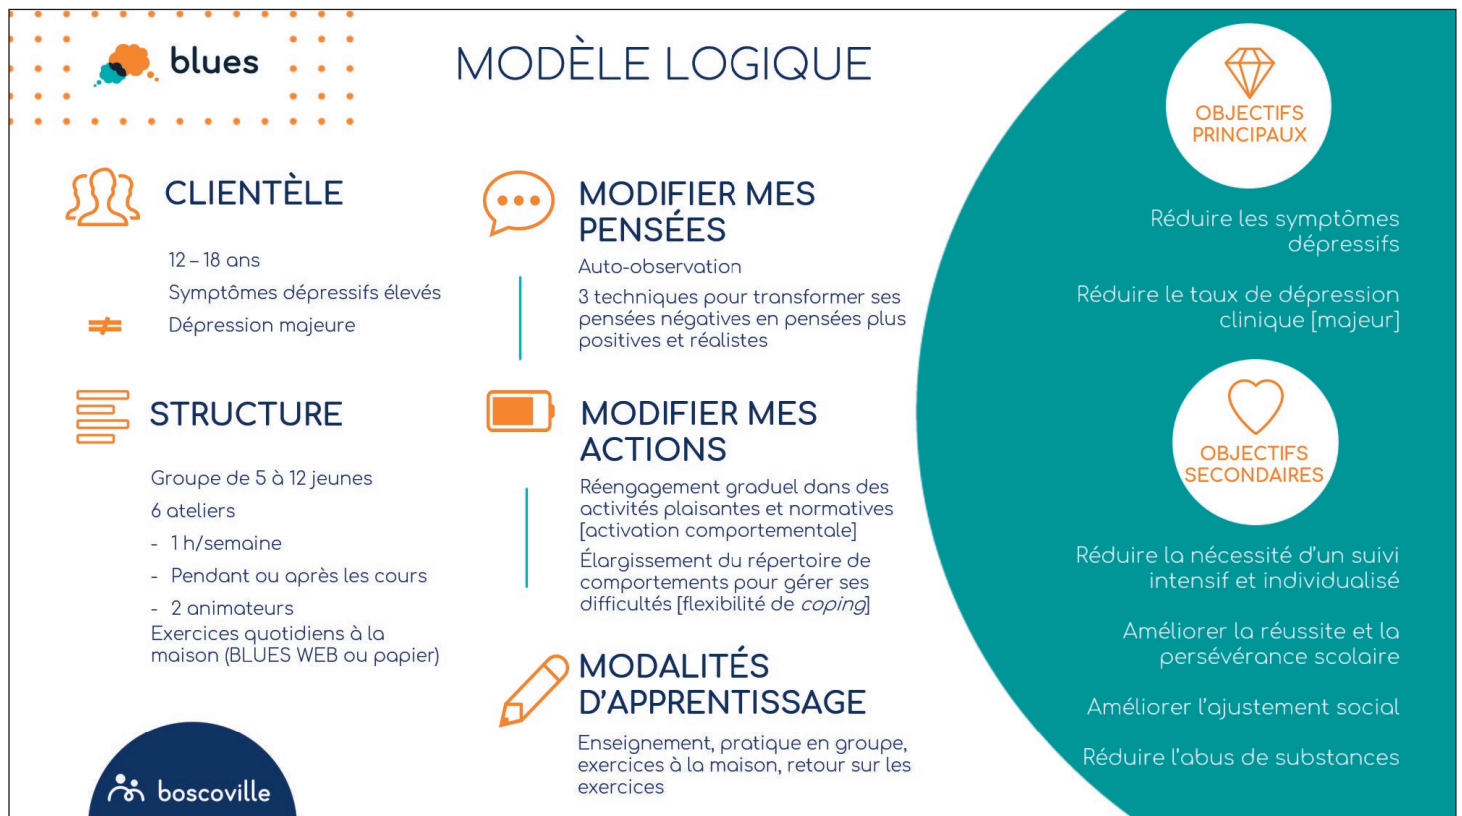 blues
MODÈLE LOGIQUE
CLIENTÈLE
12 – 18 ans
Symptômes dépressifs élevés
≠ Dépression majeure
STRUCTURE
Groupe de 5 à 12 jeunes
6 ateliers
- 1 h/semaine
- Pendant ou après les cours
- 2 animateurs
Exercices quotidiens à la
maison (BLUES WEB ou papier)
boscoville
MODIFIER MES
PENSÉES
Auto-observation
3 techniques pour transformer ses
pensées négatives en pensées plus
positives et réalistes
MODIFIER MES
ACTIONS
Réengagement graduel dans des
activités plaisantes et normatives
[activation comportementale]
Élargissement du répertoire de
comportements pour gérer ses
difficultés [flexibilité de coping]
MODALITÉS
D'APPRENTISSAGE
Enseignement, pratique en groupe,
exercices à la maison, retour sur les
exercices
OBJECTIFS
PRINCIPAUX
Réduire les symptômes
dépressifs
Réduire le taux de dépression
clinique [majeur]
OBJECTIFS
SECONDAIRES
Réduire la nécessité d'un suivi
intensif et individualisé
Améliorer la réussite et la
persévérance scolaire
Améliorer l'ajustement social
Réduire l'abus de substances